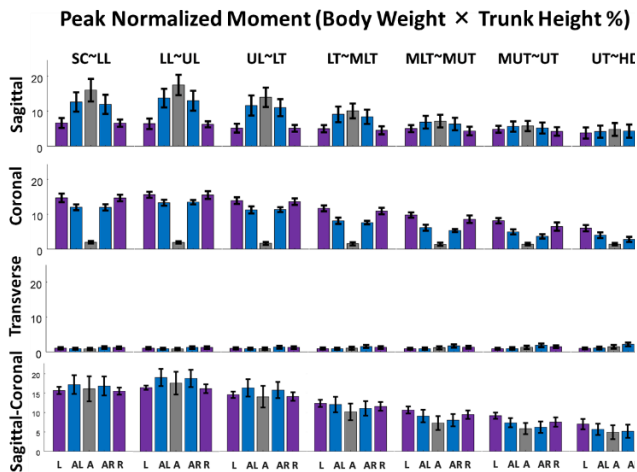 Peak Normalized Moment (Body Weight × Trunk Height %)
SC~LL LL~UL UL~LT LT~MLT MLT~MUT MUT~UT UT~HD
Sagittal
20
10
0
Coronal
20
10
0
Transverse
20
10
0
Sagittal-Coronal
20
15
10
5
0
L AL A AR R L AL A AR R L AL A AR R L AL A AR R L AL A AR R L AL A AR R L AL A A